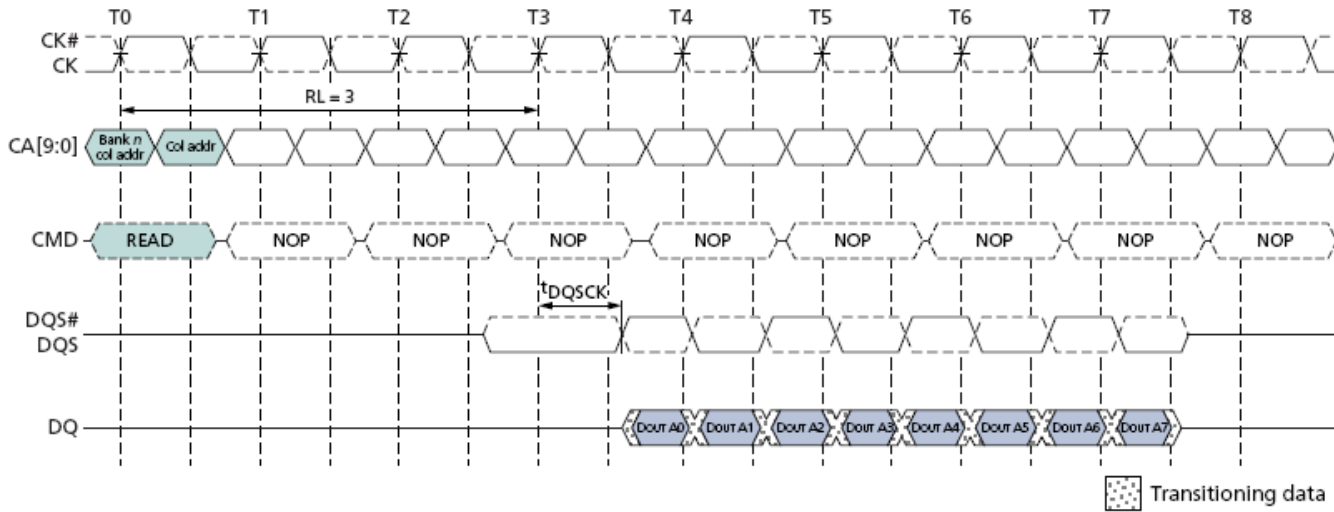 T0 T1 T2 T3 T4 T5 T6 T7 T8
CK#
CK
RL = 3
CA[9:0] Bank n col addr Col addr
CMD READ NOP NOP NOP NOP NOP NOP NOP NOP
tDQSCK
DQS#
DQS
DQ DOUT A0 DOUT A1 DOUT A2 DOUT A3 DOUT A4 DOUT A5 DOUT A6 DOUT A7
Transitioning data